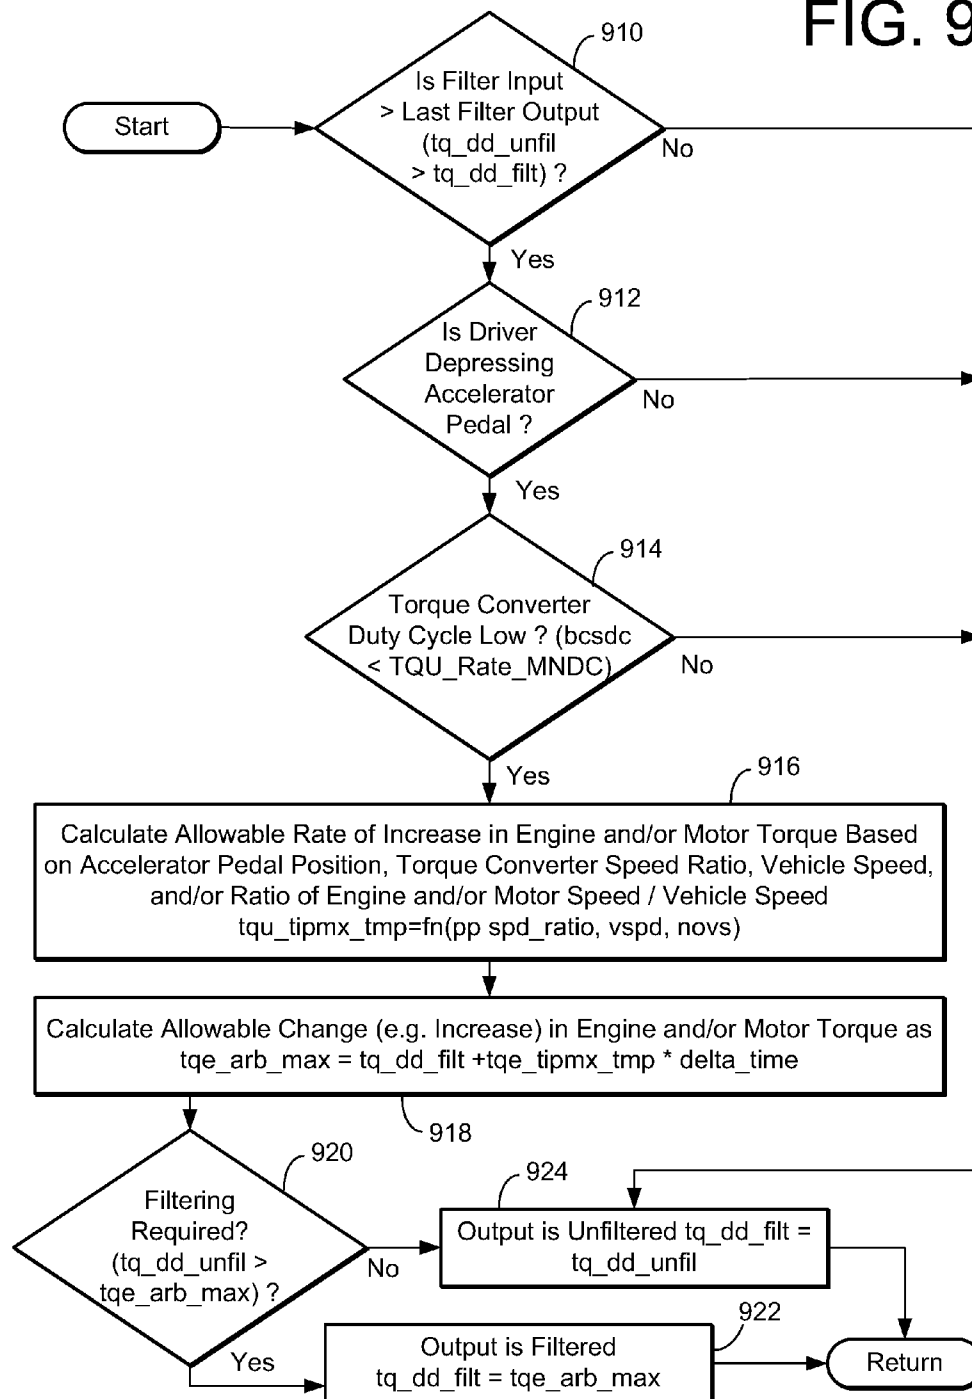 FIG. 9
910
Is Filter Input
> Last Filter Output
(tq_dd_unfil
> tq_dd_filt) ?
Start
No
Yes
912
Is Driver
Depressing
Accelerator
Pedal ?
No
Yes
914
Torque Converter
Duty Cycle Low ? (bcsdc
< TQU_Rate_MNDC)
No
Yes
916
Calculate Allowable Rate of Increase in Engine and/or Motor Torque Based
on Accelerator Pedal Position, Torque Converter Speed Ratio, Vehicle Speed,
and/or Ratio of Engine and/or Motor Speed / Vehicle Speed
tqu_tipmx_tmp=fn(pp spd_ratio, vspd, novs)
Calculate Allowable Change (e.g. Increase) in Engine and/or Motor Torque as
tqe_arb_max = tq_dd_filt +tqe_tipmx_tmp * delta_time
918
920
Filtering
Required?
(tq_dd_unfil >
tqe_arb_max) ?
No
Yes
924
Output is Unfiltered tq_dd_filt =
tq_dd_unfil
922
Output is Filtered
tq_dd_filt = tqe_arb_max
Return